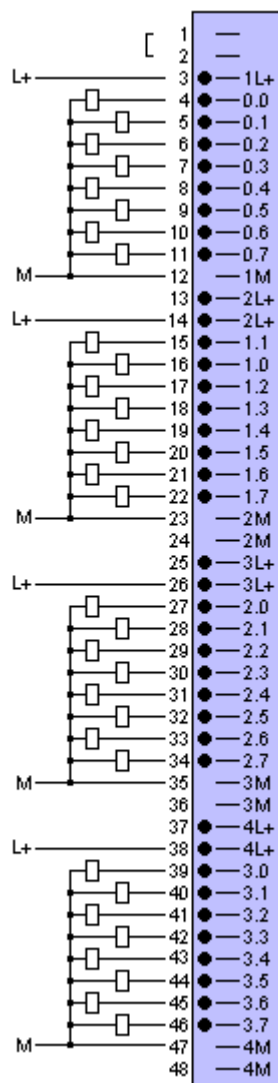 1
2
L+ 3 1L+
4 0.0
5 0.1
6 0.2
7 0.3
8 0.4
9 0.5
10 0.6
11 0.7
M 12 1M
13 2L+
L+ 14 2L+
15 1.1
16 1.0
17 1.2
18 1.3
19 1.4
20 1.5
21 1.6
22 1.7
M 23 2M
24 2M
25 3L+
L+ 26 3L+
27 2.0
28 2.1
29 2.2
30 2.3
31 2.4
32 2.5
33 2.6
34 2.7
M 35 3M
36 3M
37 4L+
L+ 38 4L+
39 3.0
40 3.1
41 3.2
42 3.3
43 3.4
44 3.5
45 3.6
46 3.7
M 47 4M
48 4M